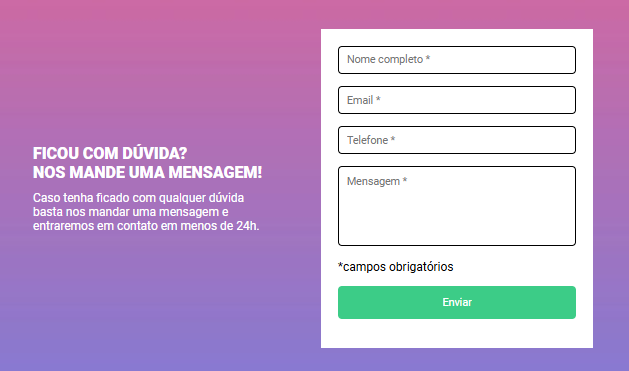 FICOU COM DÚVIDA?
NOS MANDE UMA MENSAGEM!
Caso tenha ficado com qualquer dúvida
basta nos mandar uma mensagem e
entraremos em contato em menos de 24h.
Nome completo *
Email *
Telefone *
Mensagem *
*campos obrigatórios
Enviar